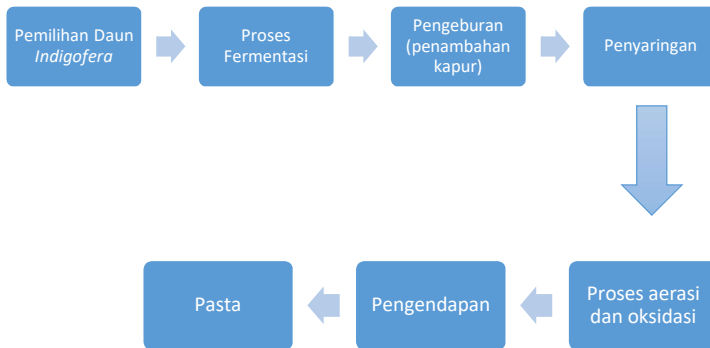 Pemilihan Daun
Indigofera
Proses
Fermentasi
Pengeburan
(penambahan
kapur)
Penyaringan
Proses aerasi
dan oksidasi
Pengendapan
Pasta